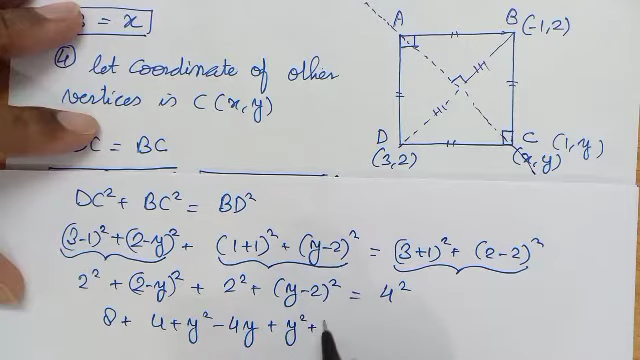 = x
④ let coordinate of other
vertices is C(x,y)
DC = BC
DC² + BC² = BD²
(3-1)² + (2-y)² + (1+1)² + (y-2)² = (3+1)² + (2-2)²
2² + (2-y)² + 2² + (y-2)² = 4²
8 + 4 + y² - 4y + y² +
A
B (-1,2)
D
(3,2)
C (1,y)
(x,y)